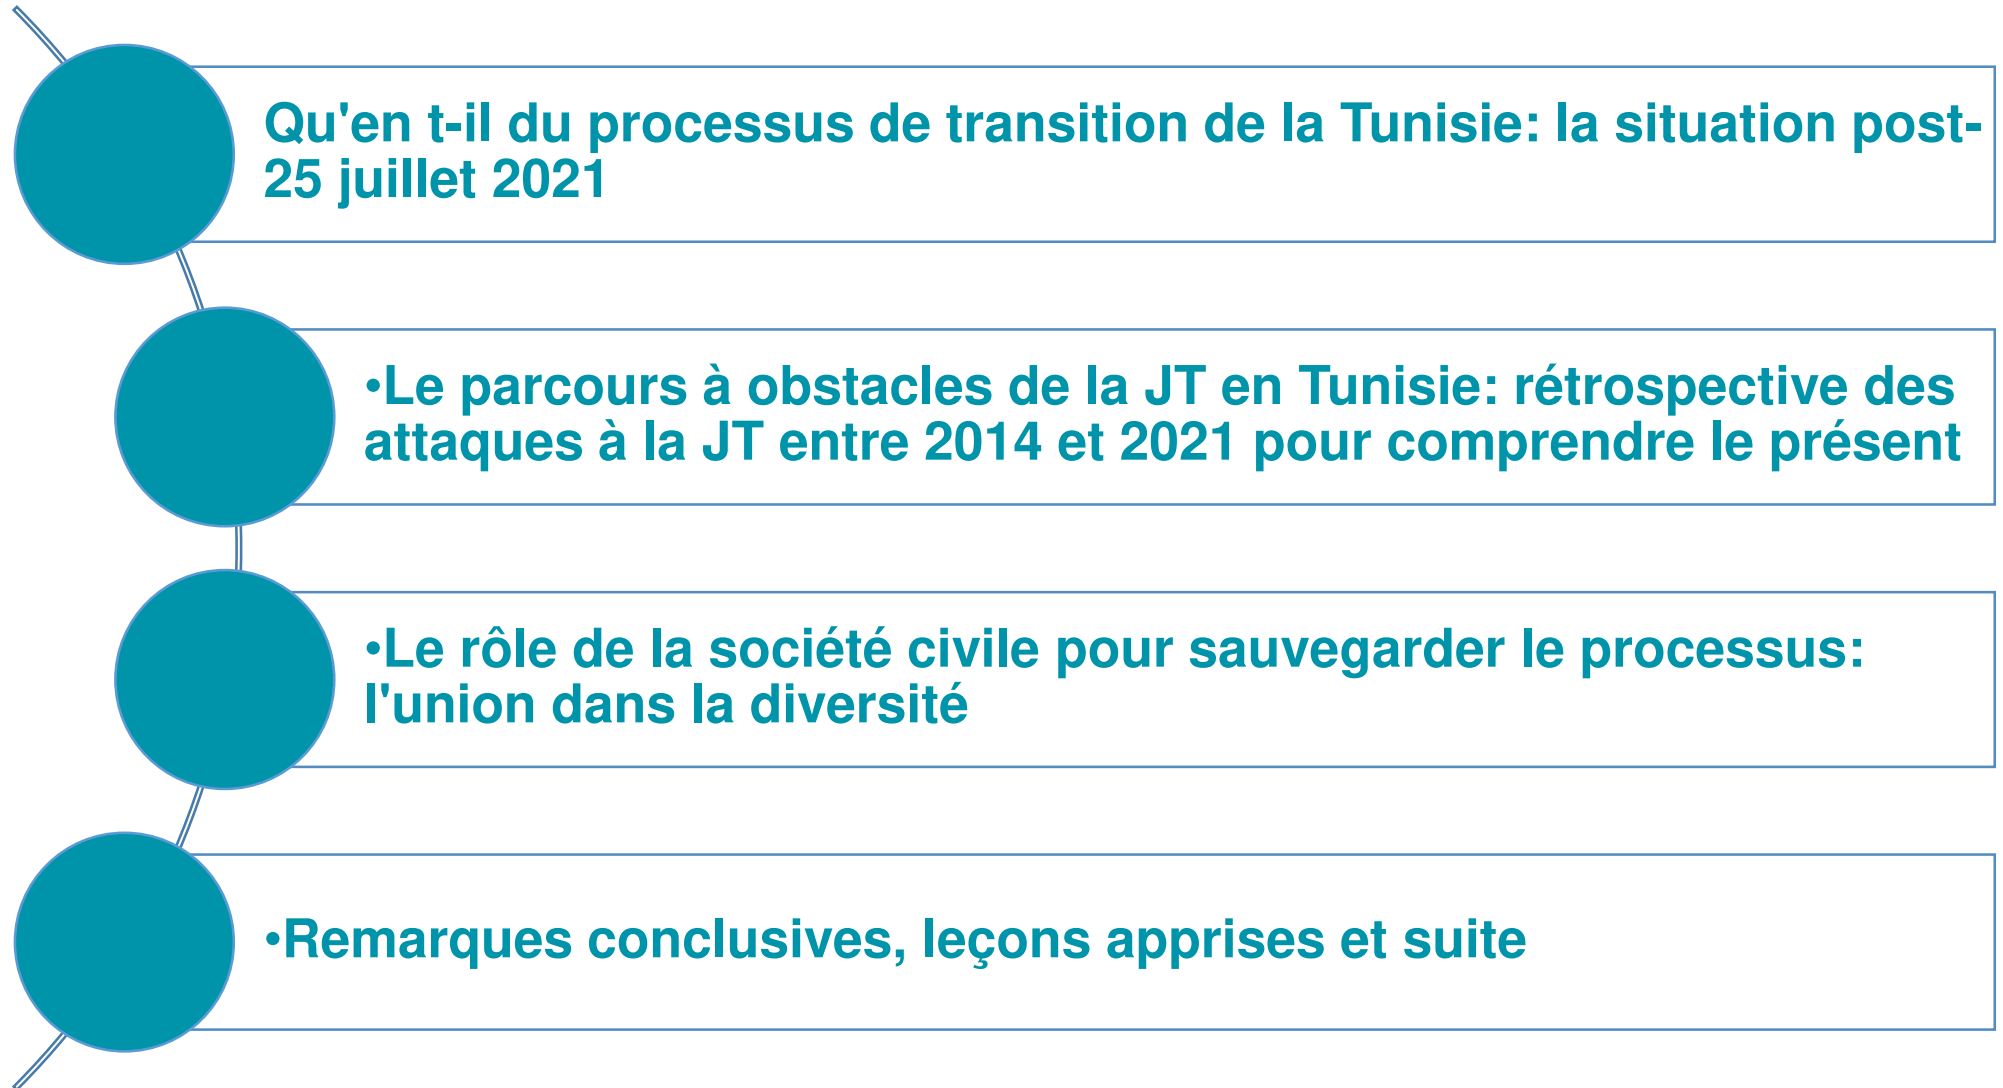 Qu'en t-il du processus de transition de la Tunisie: la situation post-
25 juillet 2021
•Le parcours à obstacles de la JT en Tunisie: rétrospective des
attaques à la JT entre 2014 et 2021 pour comprendre le présent
•Le rôle de la société civile pour sauvegarder le processus:
l'union dans la diversité
•Remarques conclusives, leçons apprises et suite